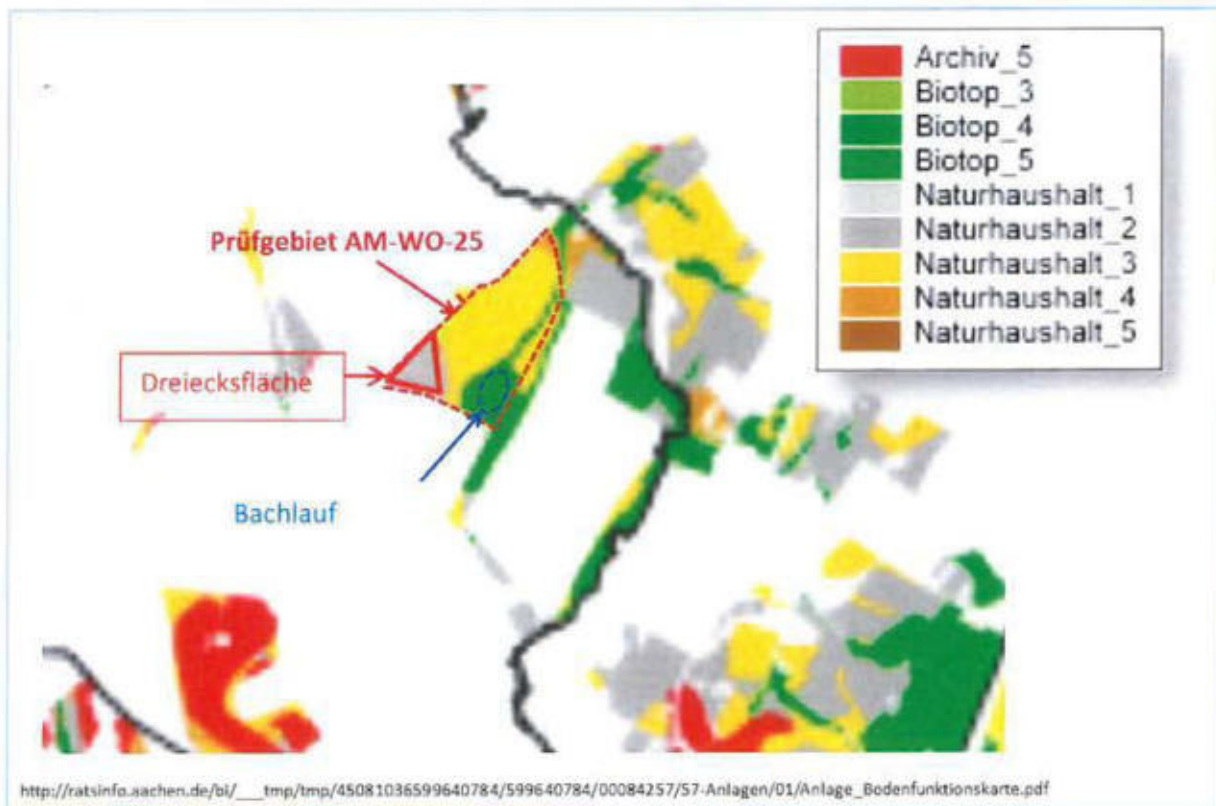 Archiv_5
Biotop_3
Biotop_4
Biotop_5
Naturhaushalt_1
Naturhaushalt_2
Naturhaushalt_3
Naturhaushalt_4
Naturhaushalt_5
Prüfgebiet AM-WO-25
Dreiecksfläche
Bachlauf
http://ratsinfo.aachen.de/bi/___tmp/tmp/45081036599640784/599640784/00084257/57-Anlagen/01/Anlage_Bodenfunktionskarte.pdf